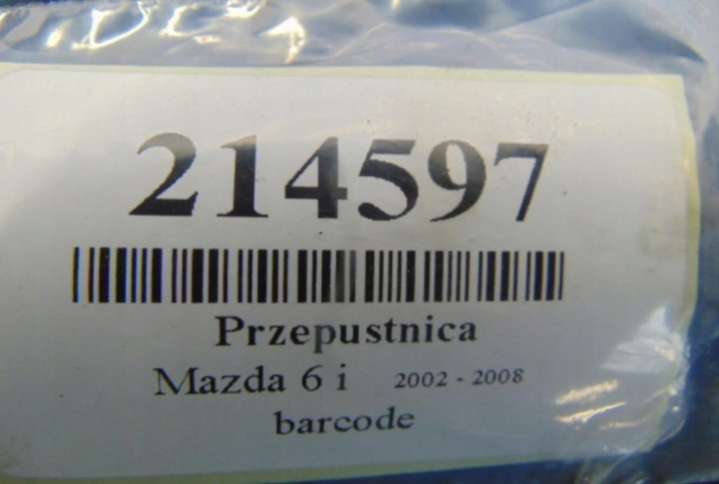 214597
Przepustnica
Mazda 6 i 2002 - 2008
barcode